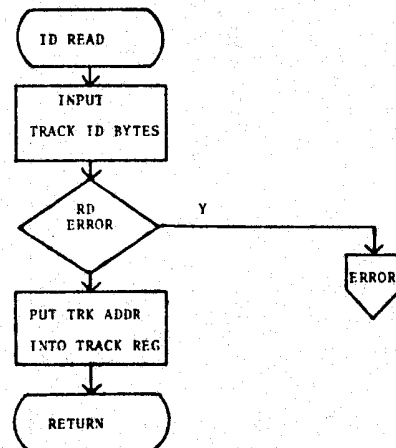 ID READ
INPUT
TRACK ID BYTES
RD
ERROR
Y
ERROR
PUT TRK ADDR
INTO TRACK REG
RETURN